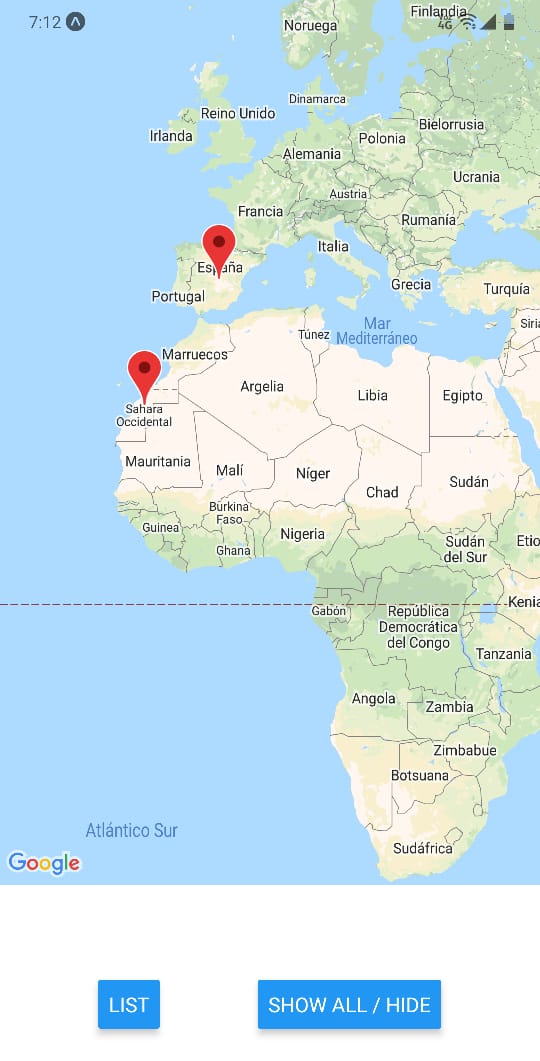 7:12
Finlandia
Noruega
4G
Dinamarca
Reino Unido
Bielorrusia
Irlanda
Polonia
Alemania
Ucrania
Austria
Francia
Rumanía
Italia
España
Grecia
Turquía
Portugal
Mar
Mediterráneo
Siri
Túnez
Marruecos
Argelia
Libia
Egipto
Sahara
Occidental
Mauritania
Malí
Níger
Chad
Sudán
Burkina
Faso
Guinea
Nigeria
Ghana
Sudán
del Sur
Etio
Gabón
República
Democrática
del Congo
Kenia
Tanzania
Angola
Zambia
Zimbabue
Botsuana
Atlántico Sur
Sudáfrica
Google
LIST
SHOW ALL / HIDE